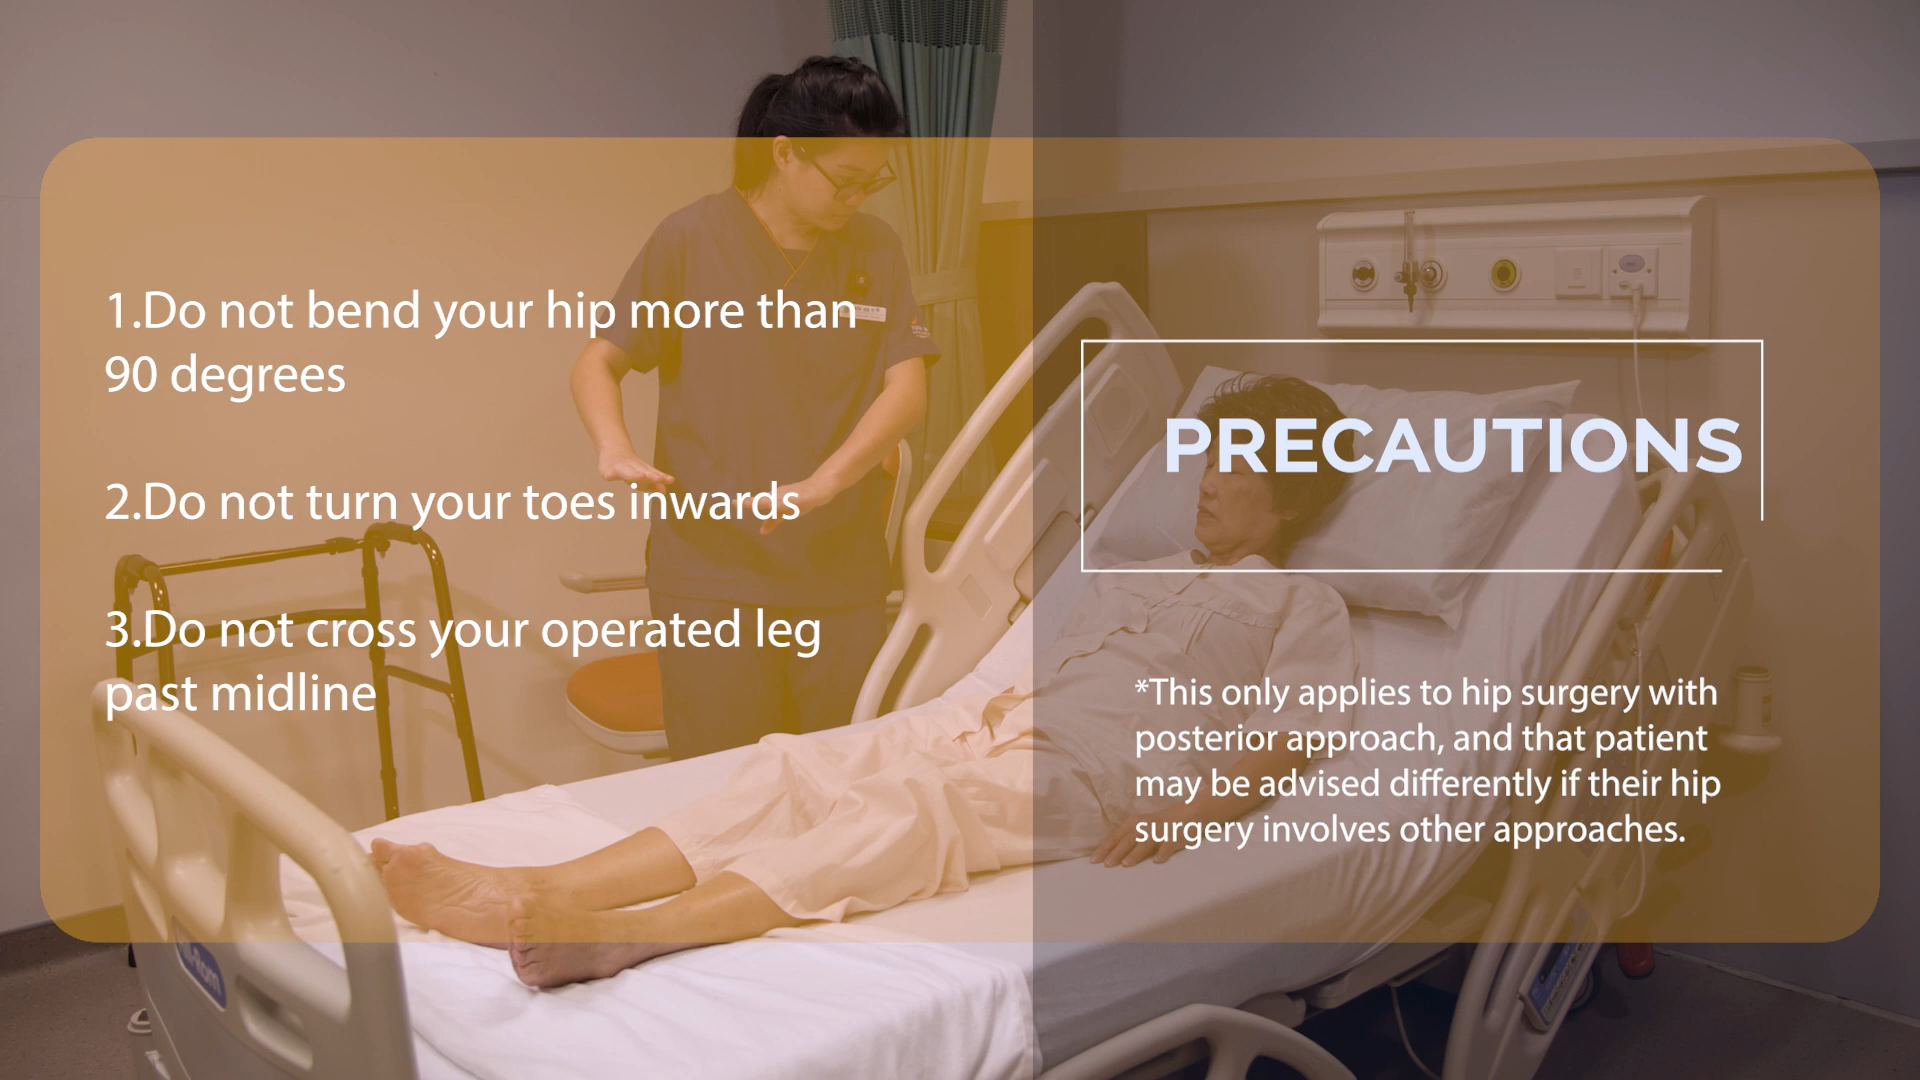 1.Do not bend your hip more than
90 degrees
2.Do not turn your toes inwards
3.Do not cross your operated leg
past midline
PRECAUTIONS
*This only applies to hip surgery with
posterior approach, and that patient
may be advised differently if their hip
surgery involves other approaches.